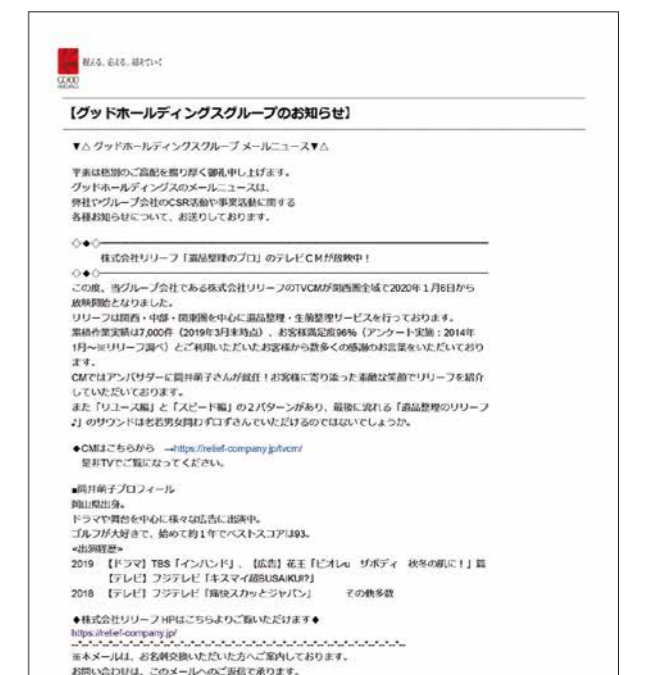 捉える、応える、超えていく
GOOD
HOLDINGS
【グッドホールディングスグループのお知らせ】
▼△ グッドホールディングスグループ メールニュース▼△
平素は格別のご高配を賜り厚く御礼申し上げます。
グッドホールディングスのメールニュースは、
弊社やグループ会社のCSR活動や事業活動に関する
各種お知らせについて、お送りしております。
◇◆◇
株式会社リリーフ「遺品整理のプロ」のテレビCMが放映中！
◇◆◇
この度、当グループ会社である株式会社リリーフのTVCMが関西圏全域で2020年1月6日から
放映開始となりました。
リリーフは関西・中部・関東圏を中心に遺品整理・生前整理サービスを行っております。
累積作業実績は7,000件（2019年3月末時点）、お客様満足度96%（アンケート実施：2014年
1月～※リリーフ調べ）とご利用いただいたお客様から数多くの感謝のお言葉をいただいており
ます。
CMではアンバサダーに筒井萌子さんが就任！お客様に寄り添った素敵な笑顔でリリーフを紹介
していただいております。
また「リユース編」と「スピード編」の2パターンがあり、最後に流れる「遺品整理のリリーフ
♪」のサウンドは老若男女問わず口ずさんでいただけるのではないでしょうか。
◆CMはこちらから →https://relief-company.jp/tvcm/
是非TVでご覧になってください。
■筒井萌子プロフィール
岡山県出身。
ドラマや舞台を中心に様々な広告に出演中。
ゴルフが大好きで、始めて約1年でベストスコアは93。
<出演経歴>
2019 【ドラマ】TBS「インハンド」、【広告】花王「ビオレu ザボディ 秋冬の肌に！」篇
【テレビ】フジテレビ「キスマイ超BUSAIKU!?」
2018 【テレビ】フジテレビ「痛快スカッとジャパン」 その他多数
◆株式会社リリーフ HPはこちらよりご覧いただけます◆
https://relief-company.jp/
※本メールは、お名刺交換いただいた方へご案内しております。
お問い合わせは、このメールへのご返信で承ります。